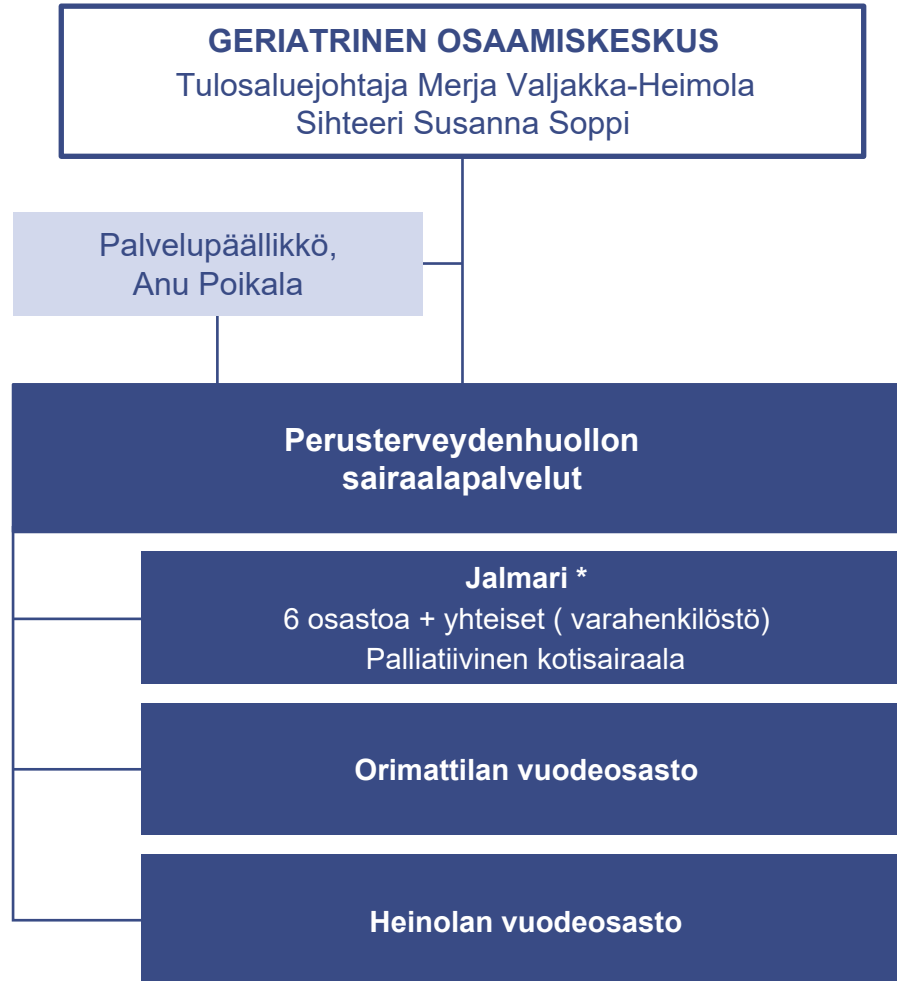 GERIATRINEN OSAAMISKESKUS
Tulosaluejohtaja Merja Valjakka-Heimola
Sihteeri Susanna Soppi
Palvelupäällikkö,
Anu Poikala
Perusterveydenhuollon
sairaalapalvelut
Jalmari *
6 osastoa + yhteiset ( varahenkilöstö)
Palliatiivinen kotisairaala
Orimattilan vuodeosasto
Heinolan vuodeosasto